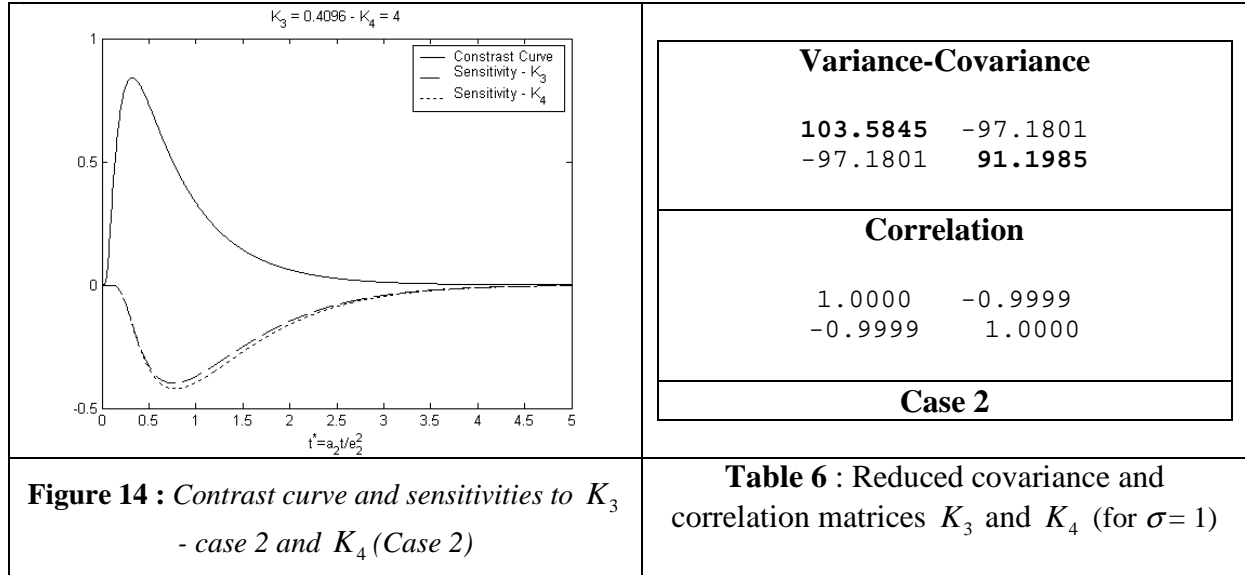 K3 = 0.4096 - K4 = 4
1
0.5
0
-0.5
Constrast Curve
Sensitivity - K3
Sensitivity - K4
0 0.5 1 1.5 2 2.5 3 3.5 4 4.5 5
t*=a2t/e2^2
Figure 14 : Contrast curve and sensitivities to K3
- case 2 and K4 (Case 2)
Variance-Covariance
103.5845 -97.1801
-97.1801 91.1985
Correlation
1.0000 -0.9999
-0.9999 1.0000
Case 2
Table 6 : Reduced covariance and
correlation matrices K3 and K4 (for σ= 1)